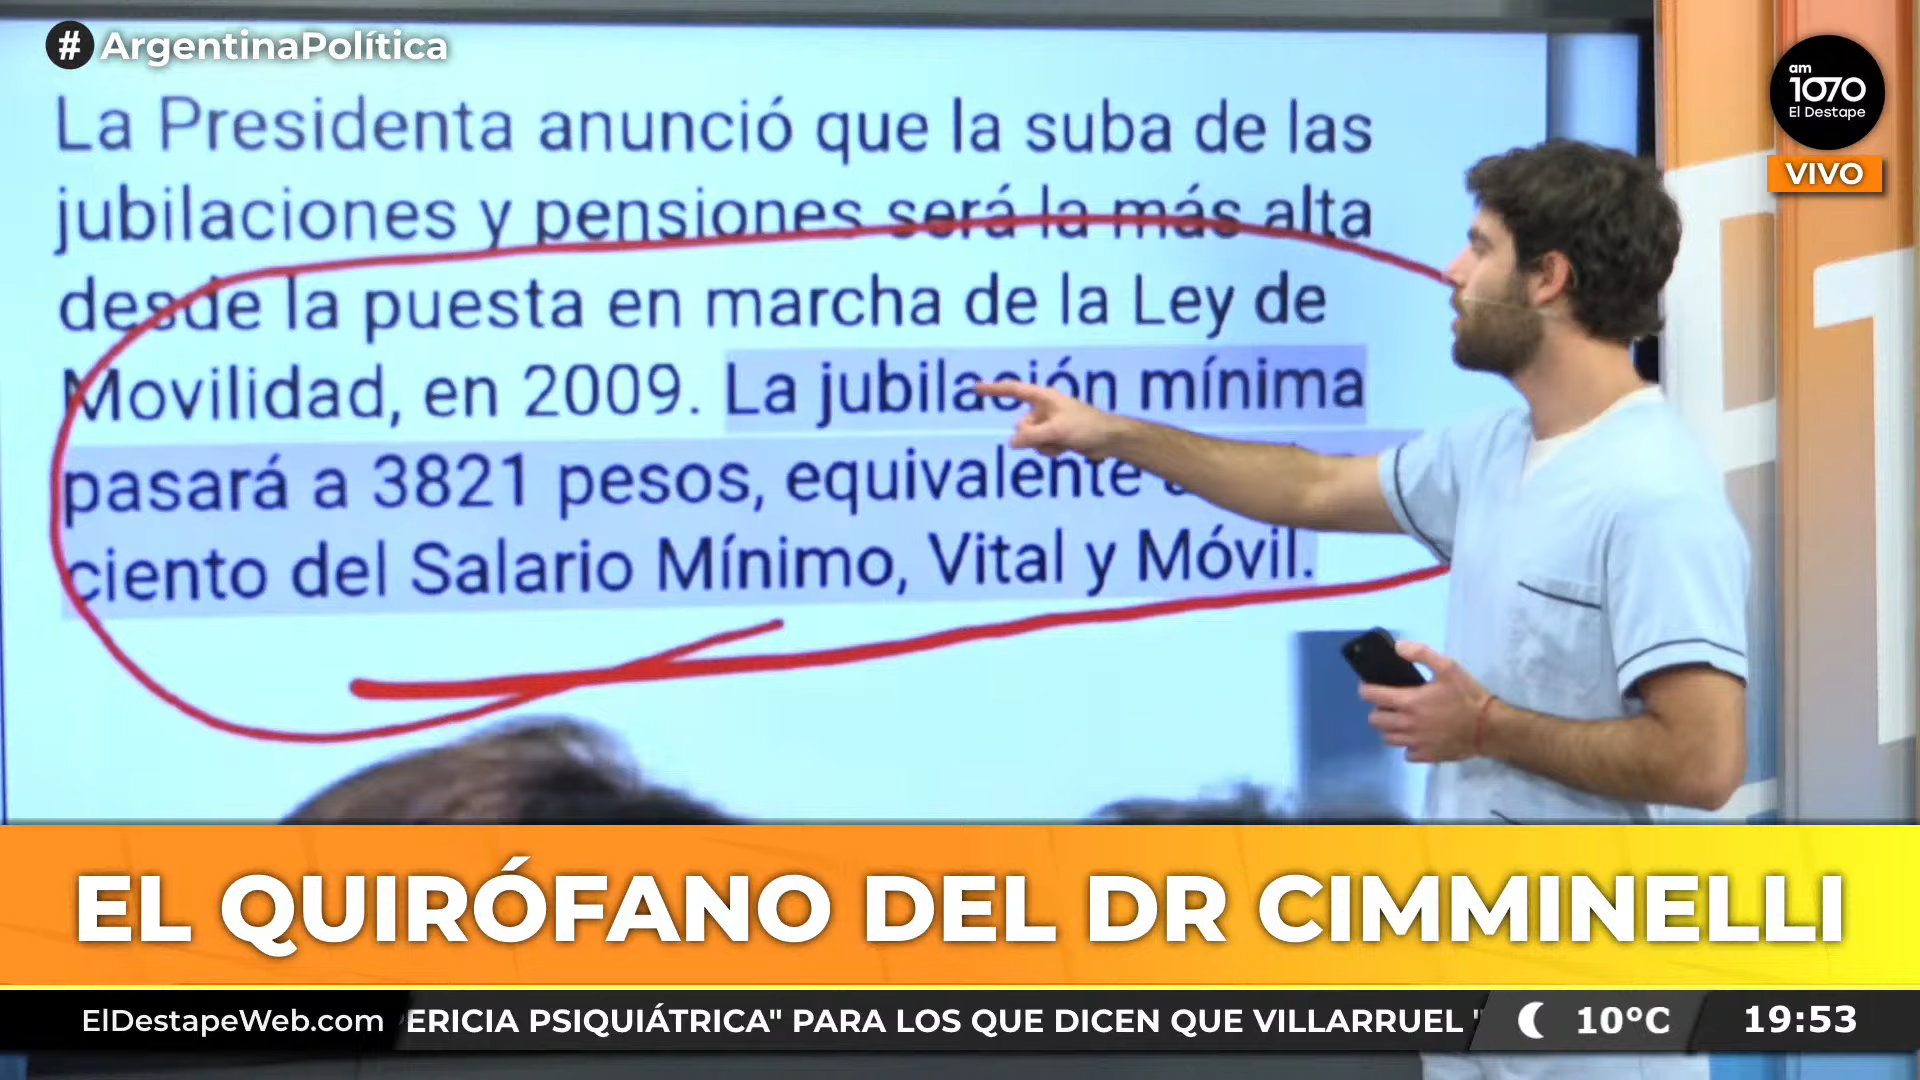 # ArgentinaPolítica
am
1070
El Destape
VIVO
La Presidenta anunció que la suba de las
jubilaciones y pensiones será la más alta
desde la puesta en marcha de la Ley de
Movilidad, en 2009. La jubilación mínima
pasará a 3821 pesos, equivalente
ciento del Salario Mínimo, Vital y Móvil.
EL QUIRÓFANO DEL DR CIMMINELLI
ElDestapeWeb.com ERICIA PSIQUIÁTRICA" PARA LOS QUE DICEN QUE VILLARRUEL " 10°C 19:53